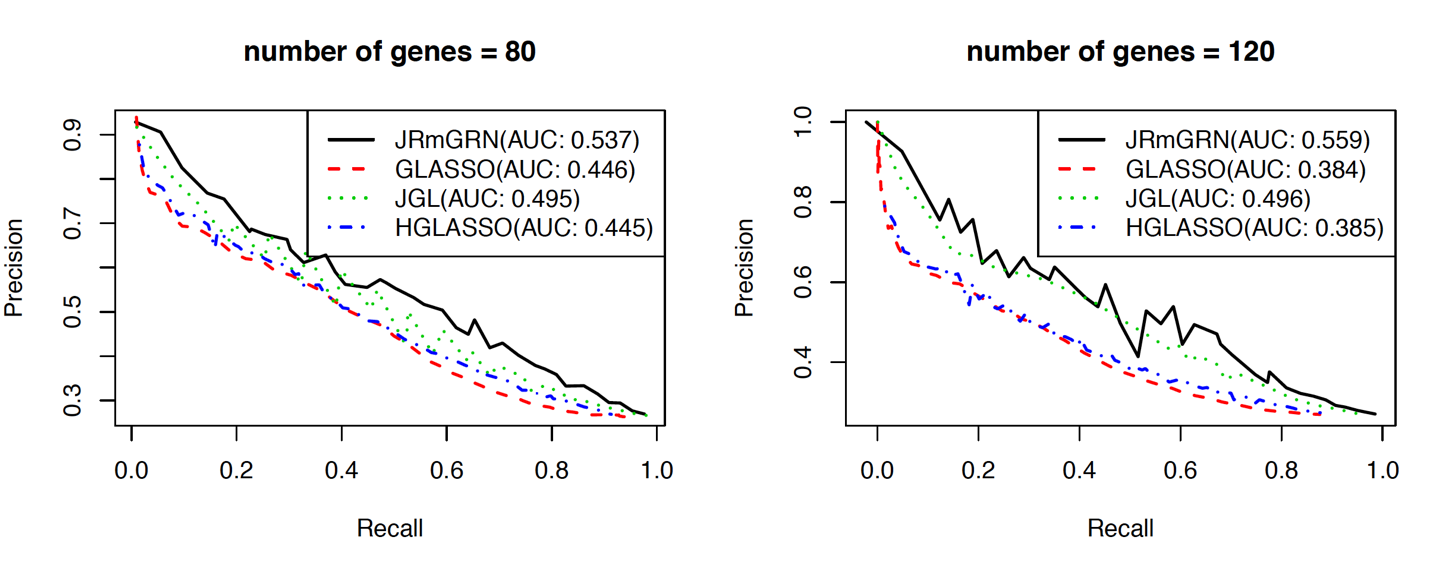 number of genes = 80
Precision
0.9
0.7
0.5
0.3
JRmGRN(AUC: 0.537)
GLASSO(AUC: 0.446)
JGL(AUC: 0.495)
HGLASSO(AUC: 0.445)
0.0 0.2 0.4 0.6 0.8 1.0
Recall
number of genes = 120
Precision
1.0
0.8
0.6
0.4
JRmGRN(AUC: 0.559)
GLASSO(AUC: 0.384)
JGL(AUC: 0.496)
HGLASSO(AUC: 0.385)
0.0 0.2 0.4 0.6 0.8 1.0
Recall